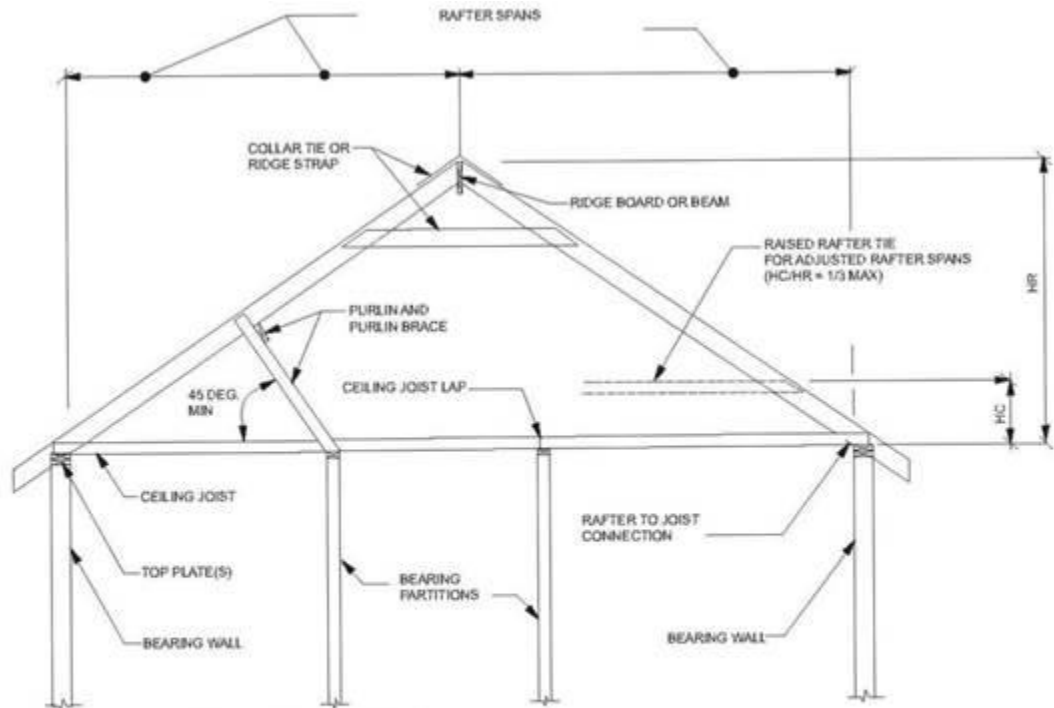 RAFTER SPANS
COLLAR TIE OR
RIDGE STRAP
RIDGE BOARD OR BEAM
RAISED RAFTER TIE
FOR ADJUSTED RAFTER SPANS
(HC/HR = 1/3 MAX)
HR
PURLIN AND
PURLIN BRACE
45 DEG.
MIN
CEILING JOIST LAP
HC
CEILING JOIST
RAFTER TO JOIST
CONNECTION
TOP PLATE(S)
BEARING
PARTITIONS
BEARING WALL
BEARING WALL